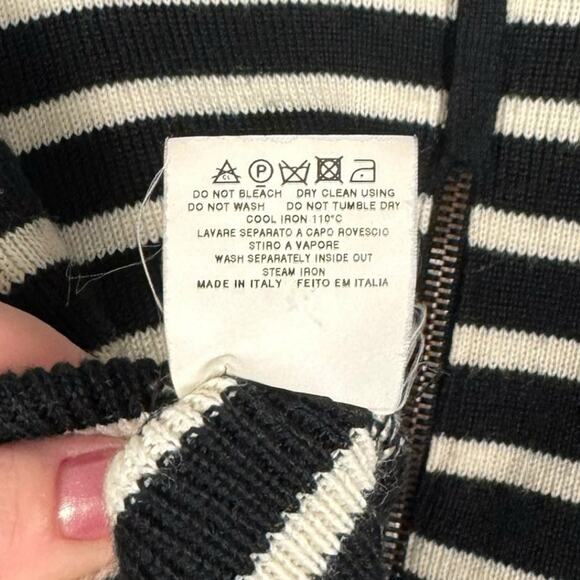 CL P
DO NOT BLEACH DRY CLEAN USING
DO NOT WASH DO NOT TUMBLE DRY
COOL IRON 110°C
LAVARE SEPARATO A CAPO ROVESCIO
STIRO A VAPORE
WASH SEPARATELY INSIDE OUT
STEAM IRON
MADE IN ITALY FEITO EM ITALIA